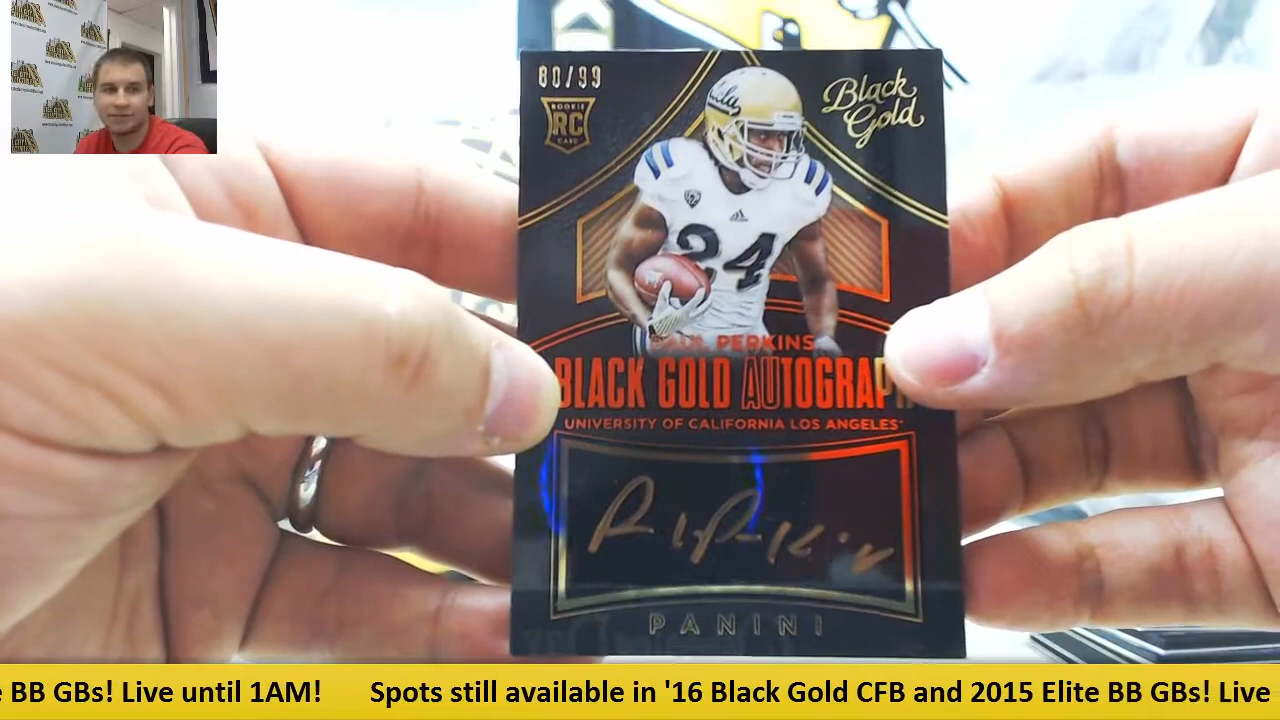 80/99
ROOKIE
RC
CARD
Black
Gold
ucla
24
PERKINS
BLACK GOLD AUTOGRAP
UNIVERSITY OF CALIFORNIA LOS ANGELES
PANINI
BB GBs! Live until 1AM! Spots still available in '16 Black Gold CFB and 2015 Elite BB GBs! Live